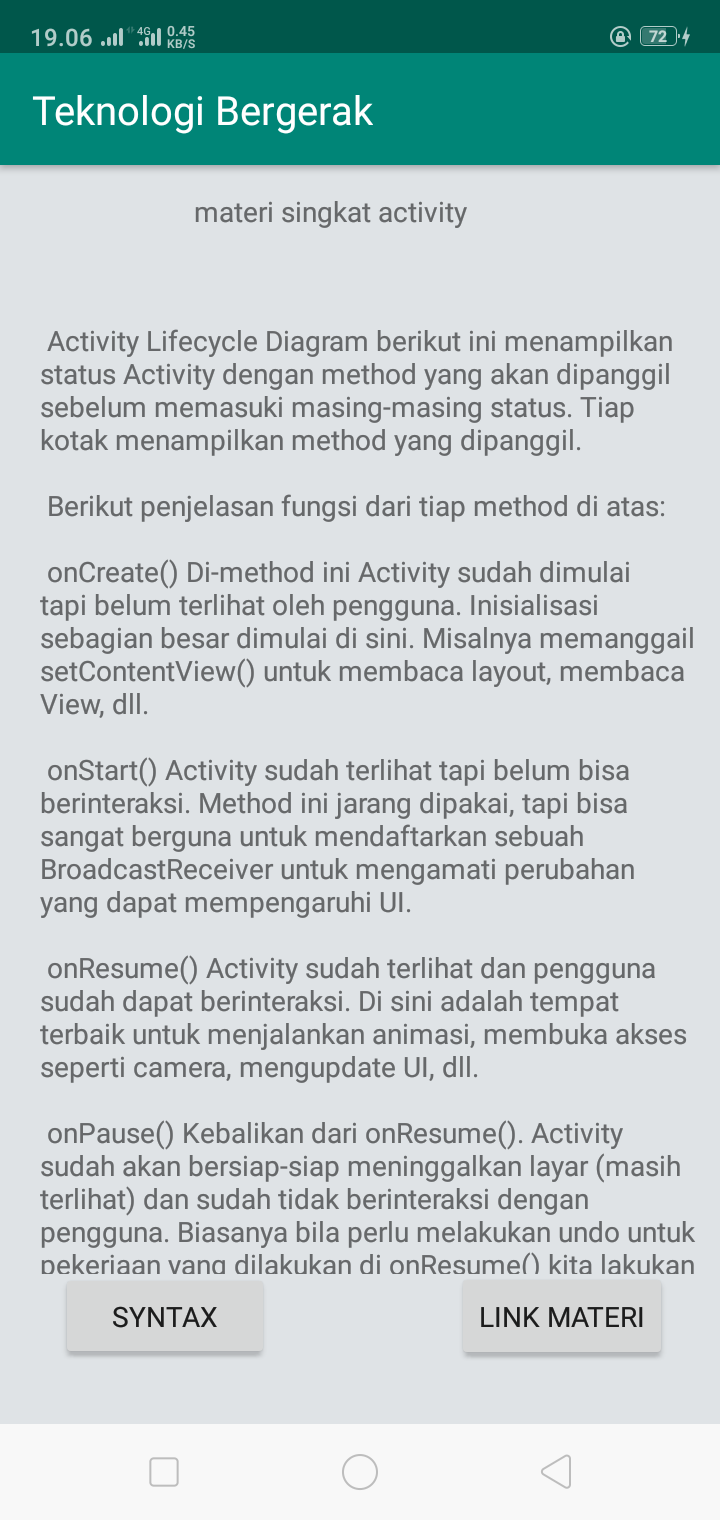 19.06 4G 0.45
KB/S
72
Teknologi Bergerak
materi singkat activity
Activity Lifecycle Diagram berikut ini menampilkan
status Activity dengan method yang akan dipanggil
sebelum memasuki masing-masing status. Tiap
kotak menampilkan method yang dipanggil.
Berikut penjelasan fungsi dari tiap method di atas:
onCreate() Di-method ini Activity sudah dimulai
tapi belum terlihat oleh pengguna. Inisialisasi
sebagian besar dimulai di sini. Misalnya memanggail
setContentView() untuk membaca layout, membaca
View, dll.
onStart() Activity sudah terlihat tapi belum bisa
berinteraksi. Method ini jarang dipakai, tapi bisa
sangat berguna untuk mendaftarkan sebuah
BroadcastReceiver untuk mengamati perubahan
yang dapat mempengaruhi UI.
onResume() Activity sudah terlihat dan pengguna
sudah dapat berinteraksi. Di sini adalah tempat
terbaik untuk menjalankan animasi, membuka akses
seperti camera, mengupdate UI, dll.
onPause() Kebalikan dari onResume(). Activity
sudah akan bersiap-siap meninggalkan layar (masih
terlihat) dan sudah tidak berinteraksi dengan
pengguna. Biasanya bila perlu melakukan undo untuk
pekerjaan yang dilakukan di onResume() kita lakukan
SYNTAX
LINK MATERI